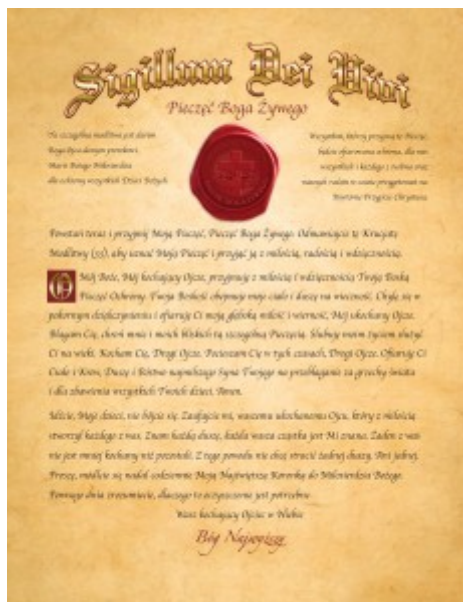 Sigillum Dei Vivi
Pieczęć Boga Żywego
Ta szczególna modlitwa jest darem
Boga Ojca danym prorokini,
Marii Bożego Miłosierdzia
dla ochrony wszystkich Dzieci Bożych.
Wszystkim, którzy przyjmą tę Pieczęć,
będzie ofiarowana ochrona, dla nas
wszystkich i każdego z osobna oraz
naszych rodzin w czasie przygotowań na
Powtórne Przyjście Chrystusa.
Powstań teraz i przyjmij Moją Pieczęć, Pieczęć Boga Żywego. Odmawiajcie tę Krucjatę
Modlitwy (33), aby uznać Moją Pieczęć i przyjąć ją z miłością, radością i wdzięcznością.
O Mój Boże, Mój kochający Ojcze, przyjmuję z miłością i wdzięcznością Twoją Boską
Pieczęć Ochrony. Twoja Boskość obejmuje moje ciało i duszę na wieczność. Chylę się w
pokornym dziękczynieniu i ofiaruję Ci moją głęboką miłość i wierność, Mój ukochany Ojcze.
Błagam Cię, chroń mnie i moich bliskich tą szczególną Pieczęcią. Ślubuję moim życiem służyć
Ci na wieki. Kocham Cię, Drogi Ojcze. Pocieszam Cię w tych czasach, Drogi Ojcze. Ofiaruję Ci
Ciało i Krew, Duszę i Bóstwo najmilszego Syna Twojego na przebłaganie za grzechy świata
i dla zbawienia wszystkich Twoich dzieci, Amen.
Idźcie, Moje dzieci, nie bójcie się. Zaufajcie mi, waszemu ukochanemu Ojcu, który z miłością
stworzył każdego z was. Znam każdą duszę, każda wasza cząstka jest Mi znana. Żaden z was
nie jest mniej kochany niż pozostali. Z tego powodu nie chcę stracić żadnej duszy. Ani jednej.
Proszę, módlcie się nadal codziennie Moją Najświętszą Koronką do Miłosierdzia Bożego.
Pewnego dnia zrozumiecie, dlaczego to oczyszczenie jest potrzebne.
Wasz kochający Ojciec w Niebie
Bóg Najwyższy